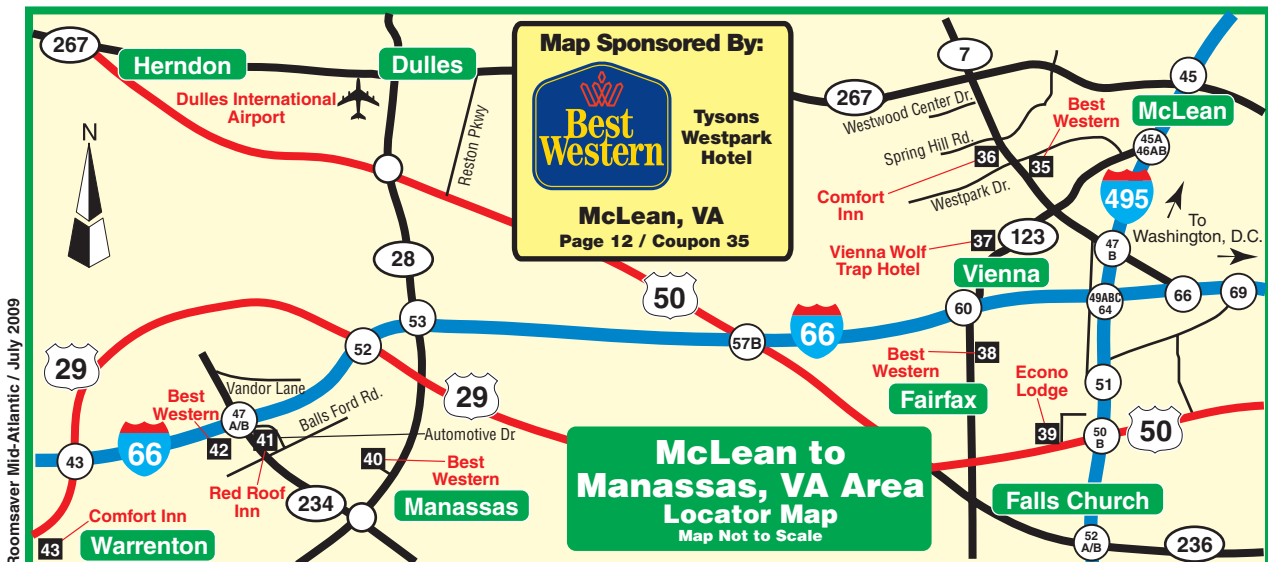 267
Herndon
Dulles
Dulles International
Airport
Reston Pkwy
N
Map Sponsored By:
Best
Western
Tysons
Westpark
Hotel
McLean, VA
Page 12 / Coupon 35
7
267
45
Westwood Center Dr.
Best
Western
McLean
Spring Hill Rd.
36
35
45A
46AB
Comfort
Inn
Westpark Dr.
495
To
Washington, D.C.
Vienna Wolf
Trap Hotel
37
123
47
B
Vienna
28
50
60
49ABC
64
66
69
53
52
57B
66
29
Best
Western
38
Econo
Lodge
51
Fairfax
Vandor Lane
29
Balls Ford Rd.
Best
Western
47
A/B
Automotive Dr.
39
50
B
50
43
66
42
41
40
Best
Western
Manassas
Red Roof
Inn
234
McLean to
Manassas, VA Area
Locator Map
Map Not to Scale
Falls Church
Comfort Inn
43
Warrenton
52
A/B
236
Roomsaver Mid-Atlantic / July 2009